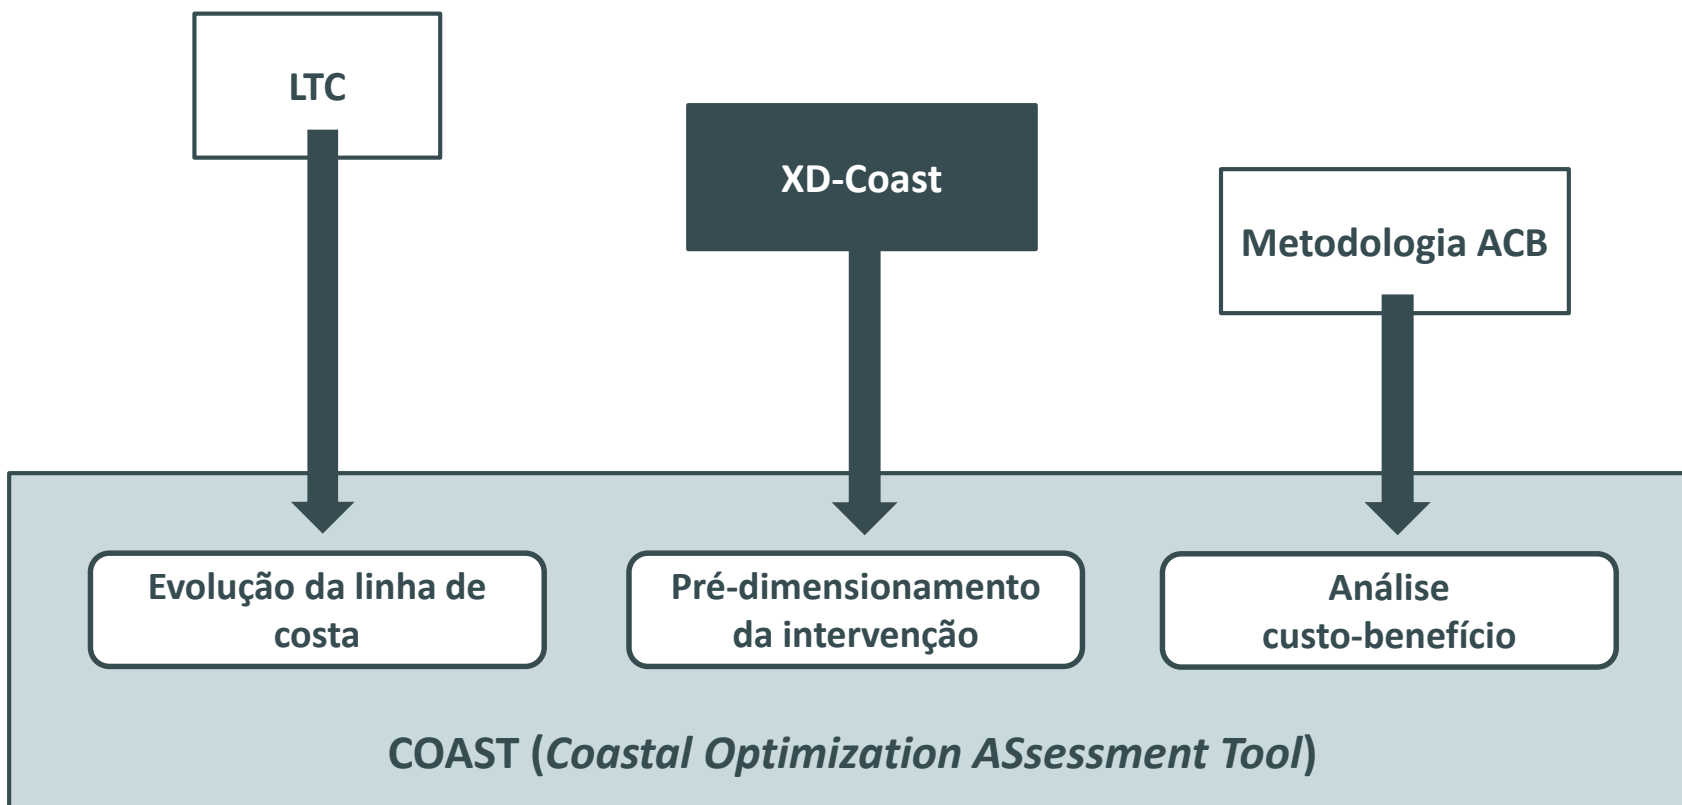 LTC
XD-Coast
Metodologia ACB
Evolução da linha de
costa
Pré-dimensionamento
da intervenção
Análise
custo-benefício
COAST (Coastal Optimization ASsessment Tool)